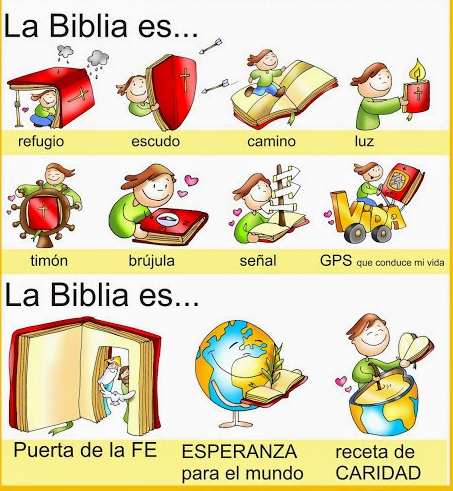 La Biblia es...
refugio escudo camino luz
timón brújula señal GPS que conduce mi vida
VIDA
La Biblia es...
Puerta de la FE
ESPERANZA
para el mundo
receta de
CARIDAD